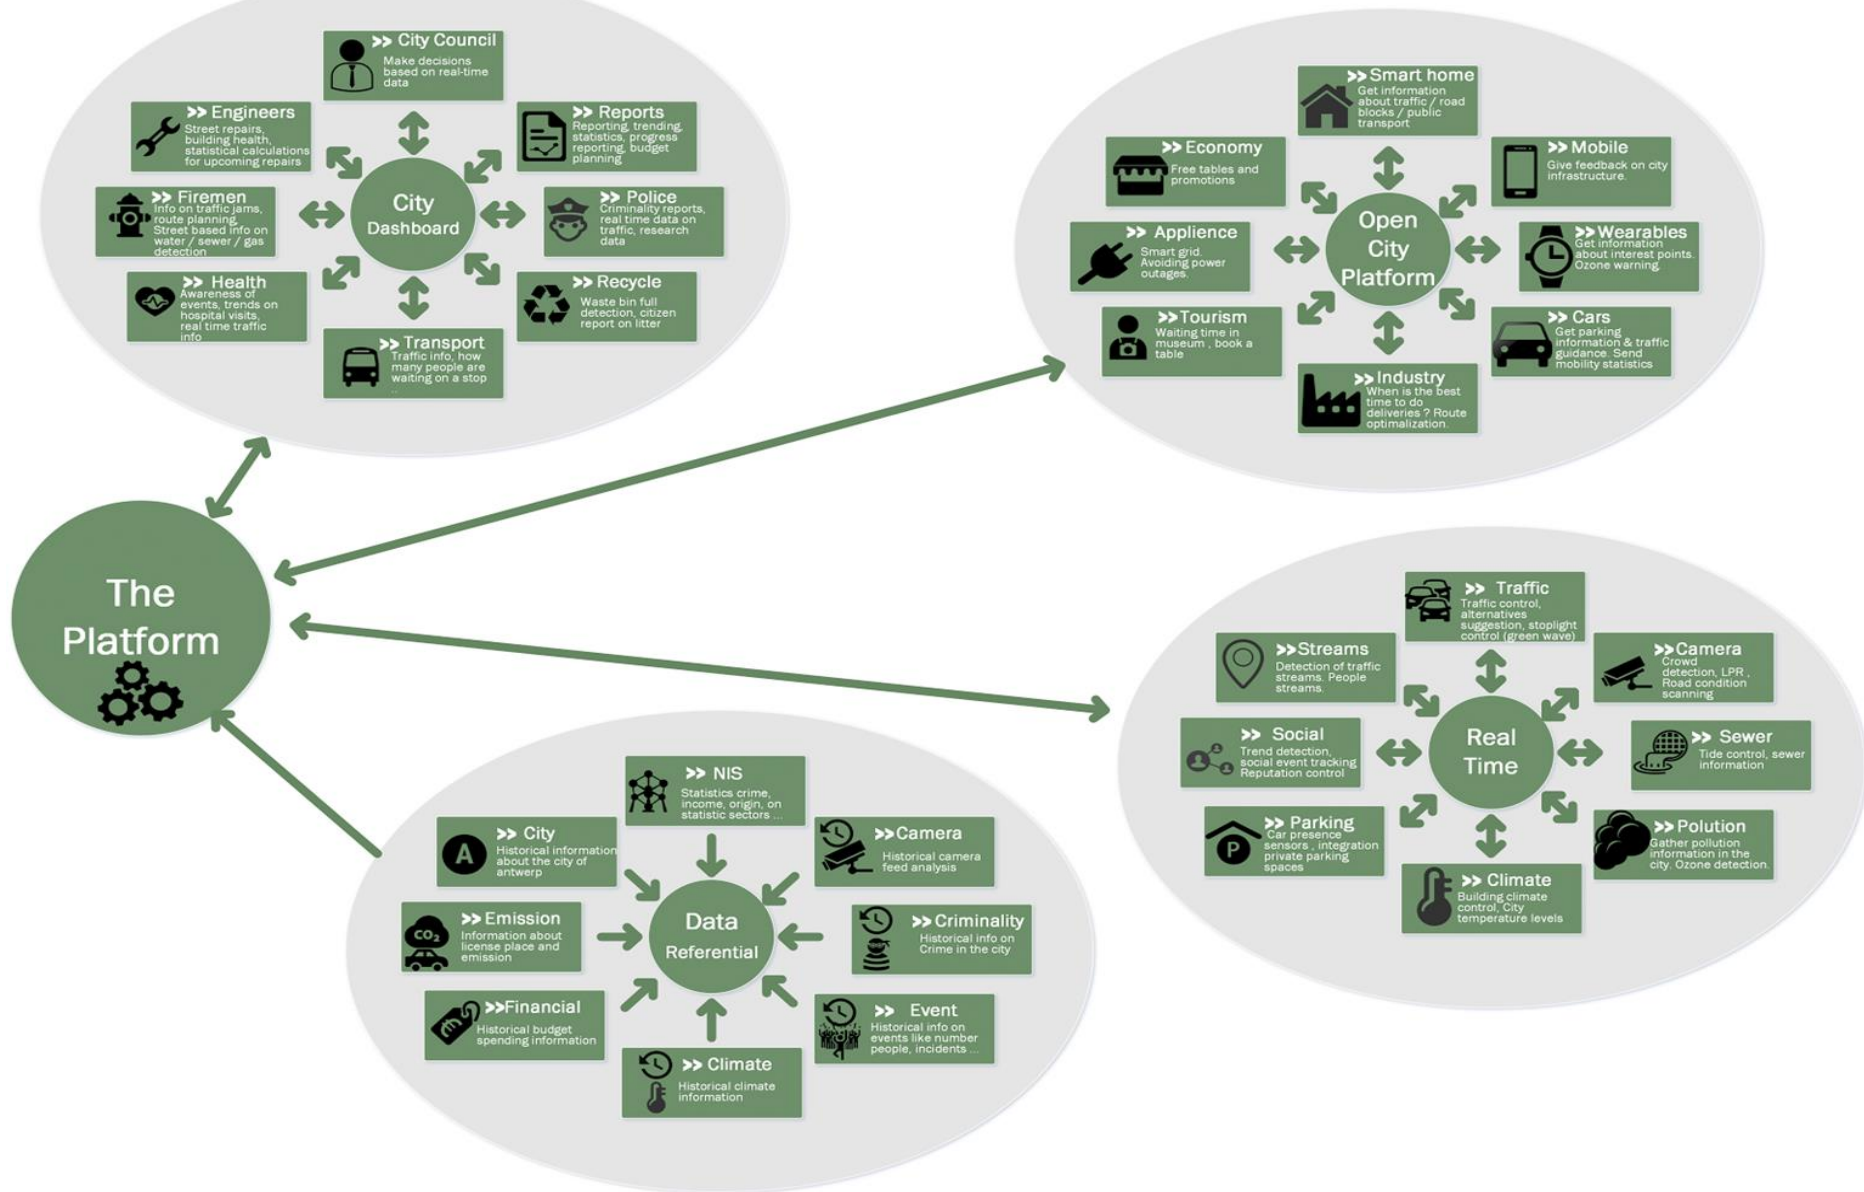 >> City Council
Make decisions
based on real-time
data
>> Engineers
Street repairs,
building health,
statistical calculations
for upcoming repairs
>> Reports
Reporting, trending,
statistics, progress
reporting, budget
planning
>> Firemen
Info on traffic jams,
route planning,
Street based info on
water / sewer / gas
detection
City
Dashboard
>> Police
Criminality reports,
real time data on
traffic, research
data
>> Health
Awareness of
events, trends on
hospital visits,
real time traffic
info
>> Recycle
Waste bin full
detection, citizen
report on litter
>> Transport
Traffic info, how
many people are
waiting on a stop
..
>> Smart home
Get information
about traffic / road
blocks / public
transport
>> Economy
Free tables and
promotions
>> Mobile
Give feedback on city
infrastructure.
>> Applience
Smart grid.
Avoiding power
outages.
Open
City
Platform
>> Wearables
Get information
about interest points.
Ozone warning.
>> Tourism
Waiting time in
museum , book a
table
>> Cars
Get parking
information & traffic
guidance. Send
mobility statistics
>> Industry
When is the best
time to do
deliveries ? Route
optimalization.
The
Platform
>> Traffic
Traffic control,
alternatives
suggestion, stoplight
control (green wave)
>> Streams
Detection of traffic
streams. People
streams.
>> Camera
Crowd
detection, LPR ,
Road condition
scanning
>> Social
Trend detection,
social event tracking
Reputation control
Real
Time
>> Sewer
Tide control, sewer
information
>> Parking
Car presence
sensors , integration
private parking
spaces
P
>> Polution
Gather pollution
information in the
city. Ozone detection.
>> Climate
Building climate
control, City
temperature levels
>> NIS
Statistics crime,
income, origin, on
statistic sectors ...
>> City
Historical information
about the city of
antwerp
A
>> Camera
Historical camera
feed analysis
>> Emission
Information about
license place and
emission
CO2
Data
Referential
>> Criminality
Historical info on
Crime in the city
>> Financial
Historical budget
spending information
>> Event
Historical info on
events like number
people, incidents ...
>> Climate
Historical climate
information